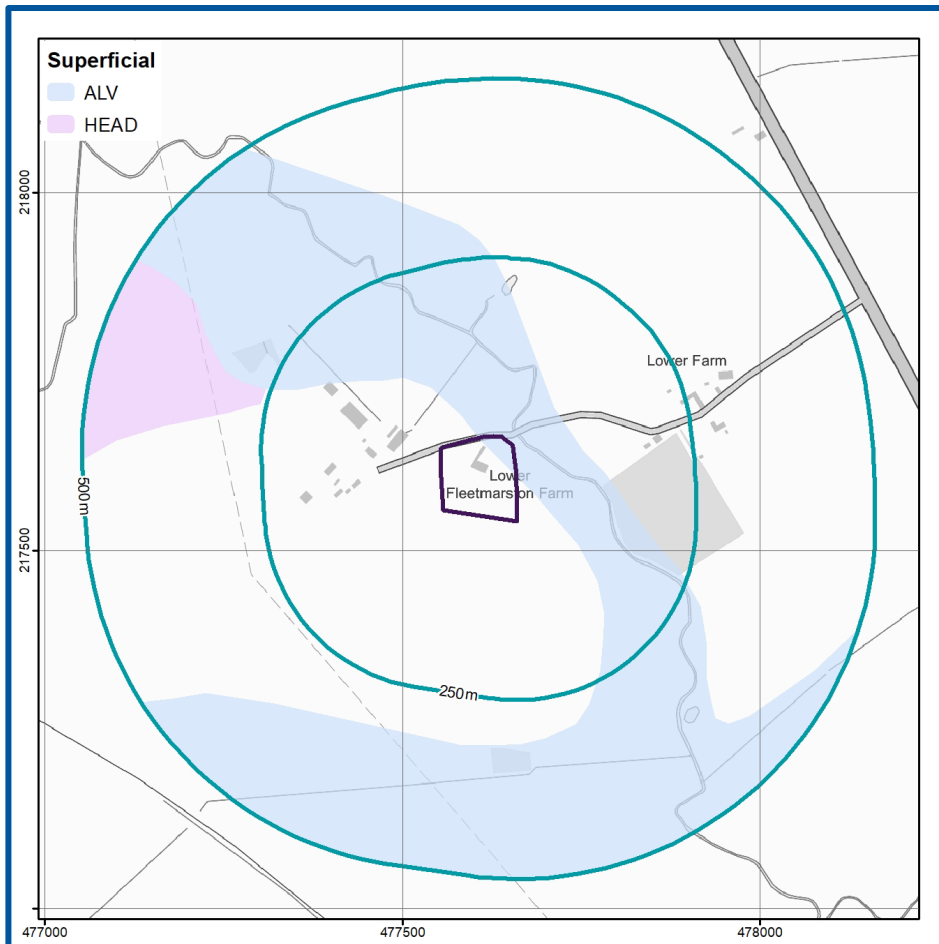 Superficial
ALV
HEAD
218000
Lower Farm
500m
Lower
Fleetmarston Farm
217500
250m
477000
477500
478000